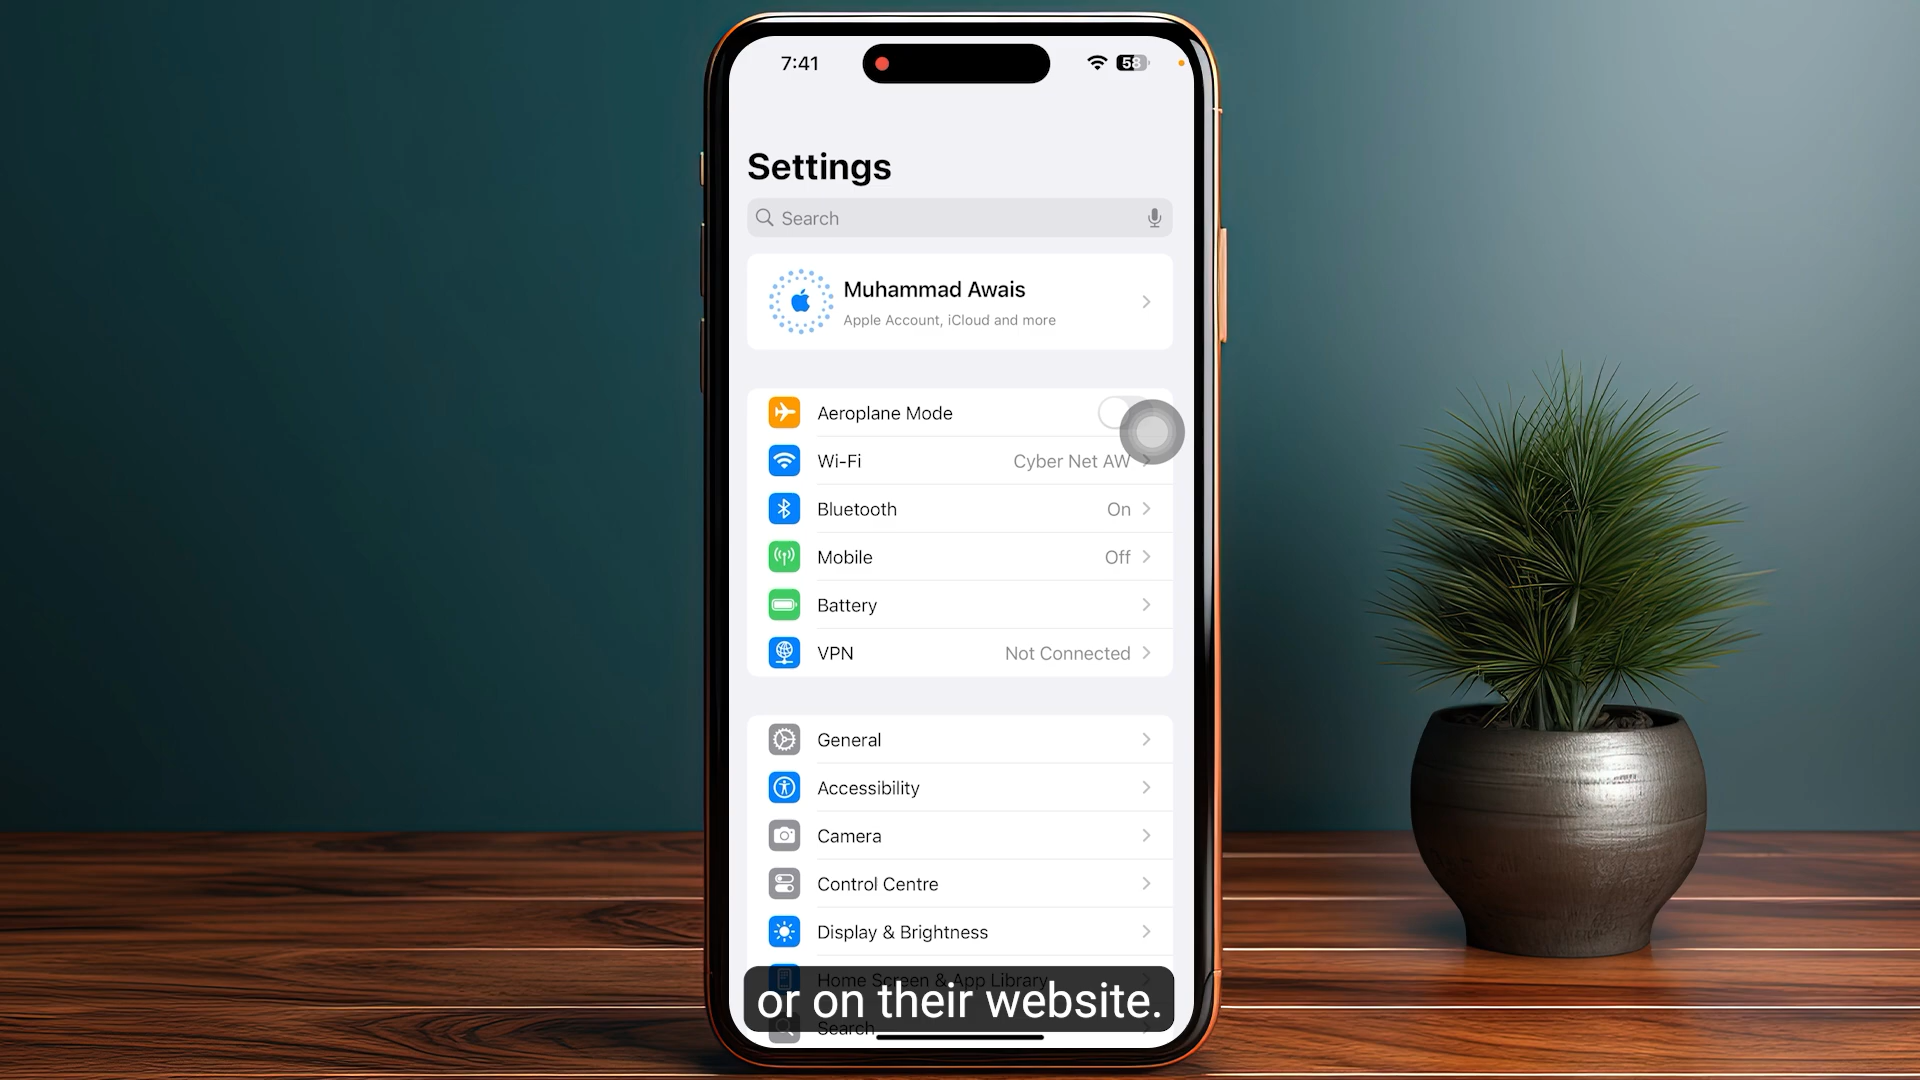 7:41
58
Settings
Search
Muhammad Awais
Apple Account, iCloud and more
Aeroplane Mode
Wi-Fi
Cyber Net AW
Bluetooth
On
Mobile
Off
Battery
VPN
Not Connected
General
Accessibility
Camera
Control Centre
Display & Brightness
Home Screen & App Library
or on their website.
Search